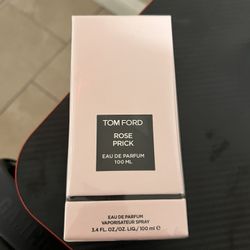 TOM FORD
ROSE
PRICK
EAU DE PARFUM
100 ML
EAU DE PARFUM
VAPORISATEUR SPRAY
3.4 FL. OZ./OZ. LIQ./100 ml ℮